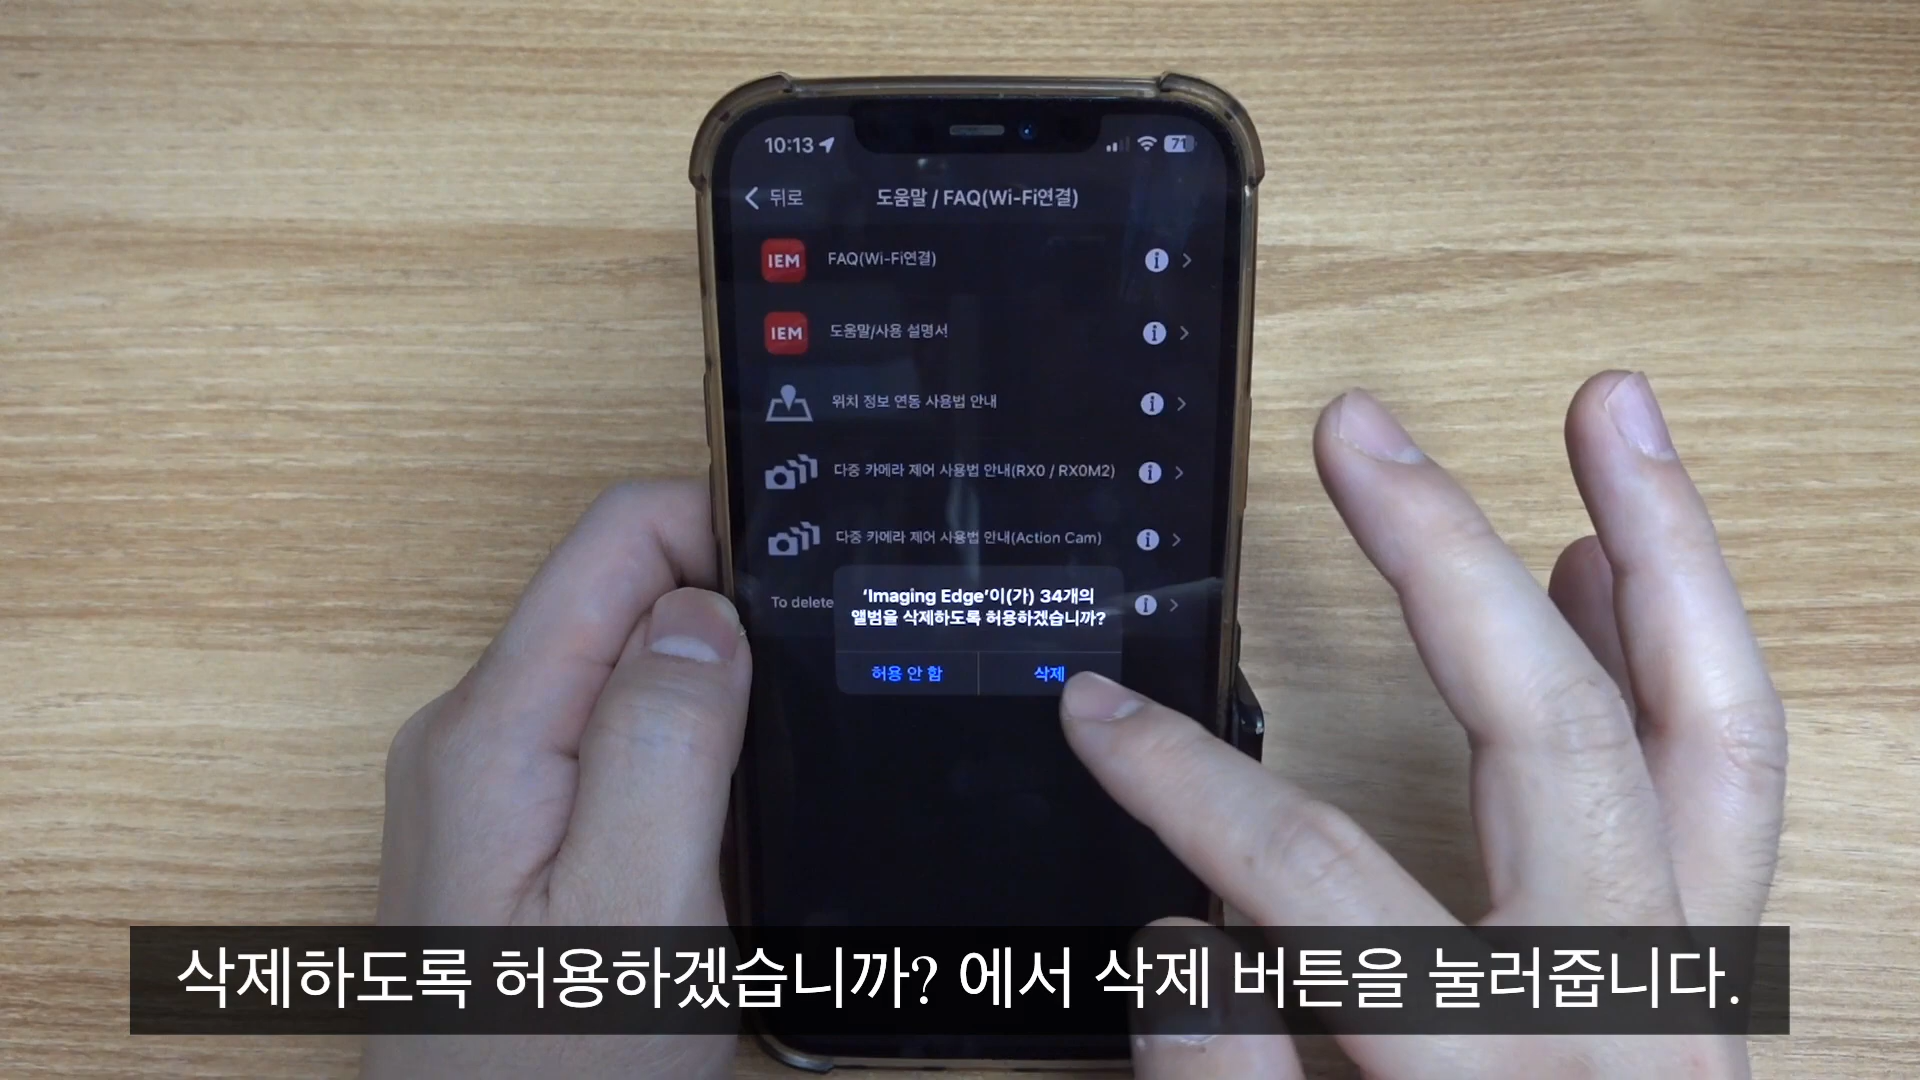 10:13
71
뒤로
도움말 / FAQ(Wi-Fi연결)
IEM
FAQ(Wi-Fi연결)
IEM
도움말/사용 설명서
위치 정보 연동 사용법 안내
다중 카메라 제어 사용법 안내(RX0 / RX0M2)
다중 카메라 제어 사용법 안내(Action Cam)
To delete
‘Imaging Edge’이(가) 34개의
앨범을 삭제하도록 허용하겠습니까?
허용 안 함
삭제
삭제하도록 허용하겠습니까? 에서 삭제 버튼을 눌러줍니다.